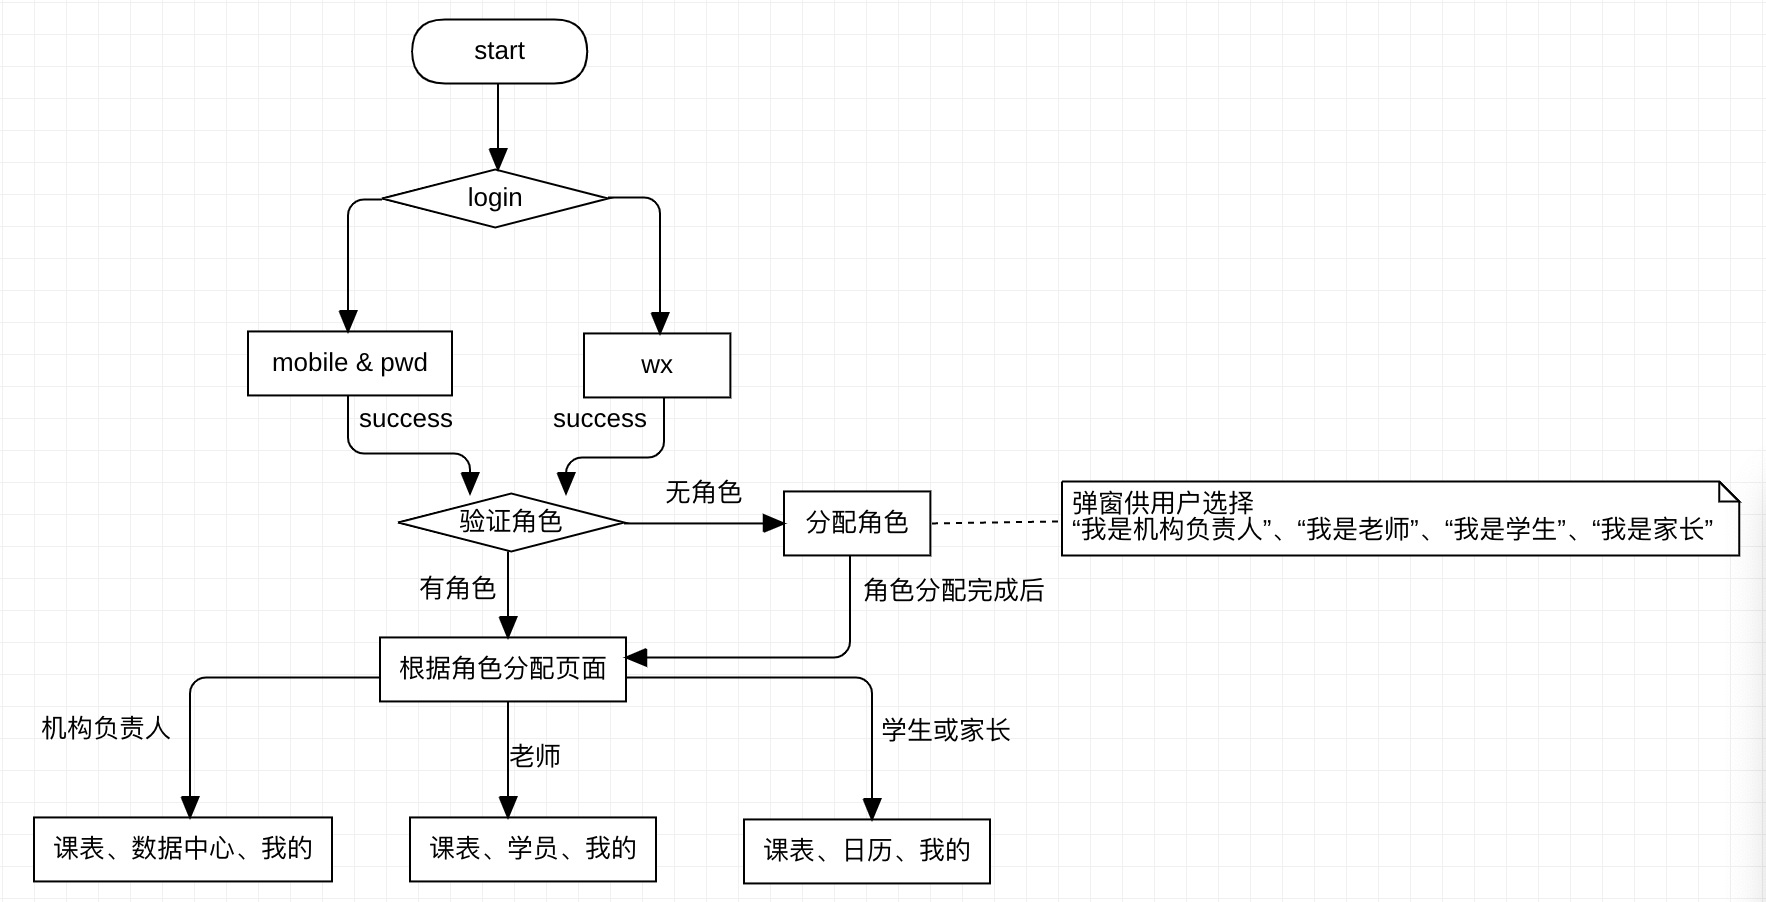 start
login
mobile & pwd
wx
success
success
无角色
验证角色
分配角色
弹窗供用户选择
“我是机构负责人”、“我是老师”、“我是学生”、“我是家长”
有角色
角色分配完成后
根据角色分配页面
机构负责人
老师
学生或家长
课表、数据中心、我的
课表、学员、我的
课表、日历、我的